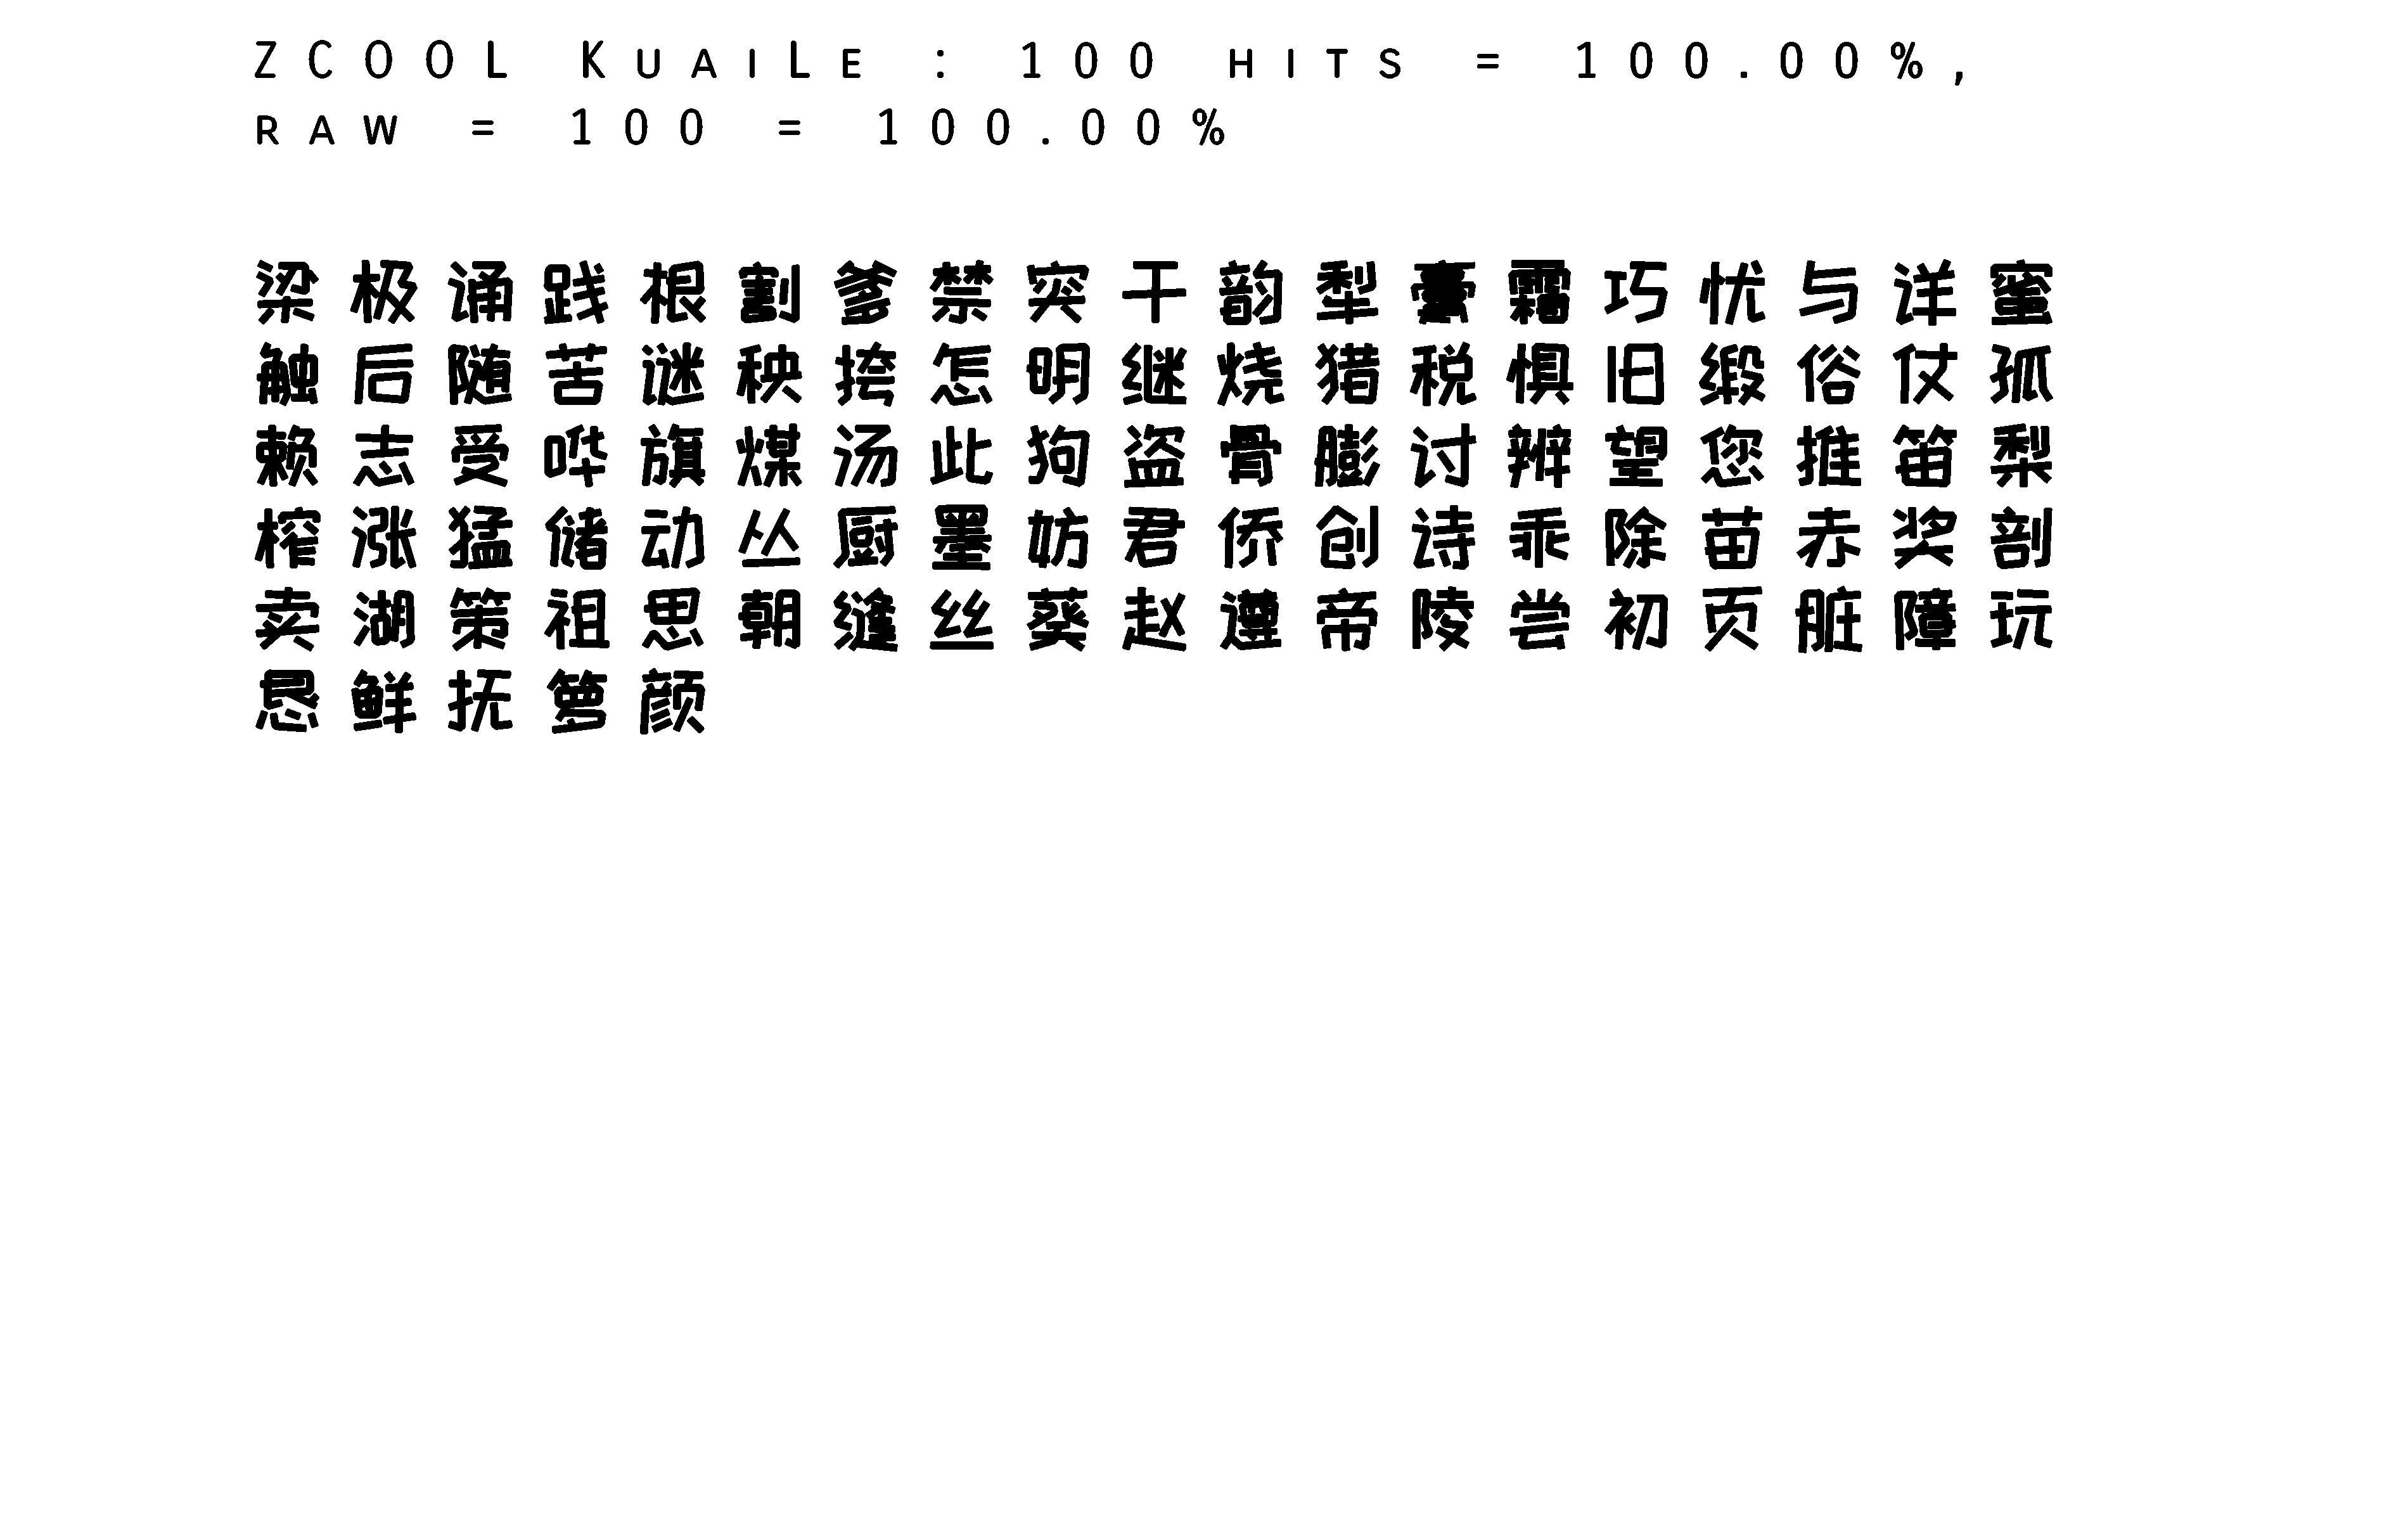 ZCOOL KuaiLe : 100 hits = 100.00%,
raw = 100 = 100.00%
梁极诵践根割爹禁突干韵犁囊霜巧忧与详蜜
触后随苦谜秧挎怎明继烧猎税惧旧缎俗仗孤
赖志受哗旗煤汤此狗盗骨膨讨辨望您推笛梨
榨涨猛储动丛厨墨妨君侨创诗乖除苗赤奖剖
卖湖策祖思朝缝丝葵赵遵帝陵尝初页脏障玩
恳鲜抚箩颜